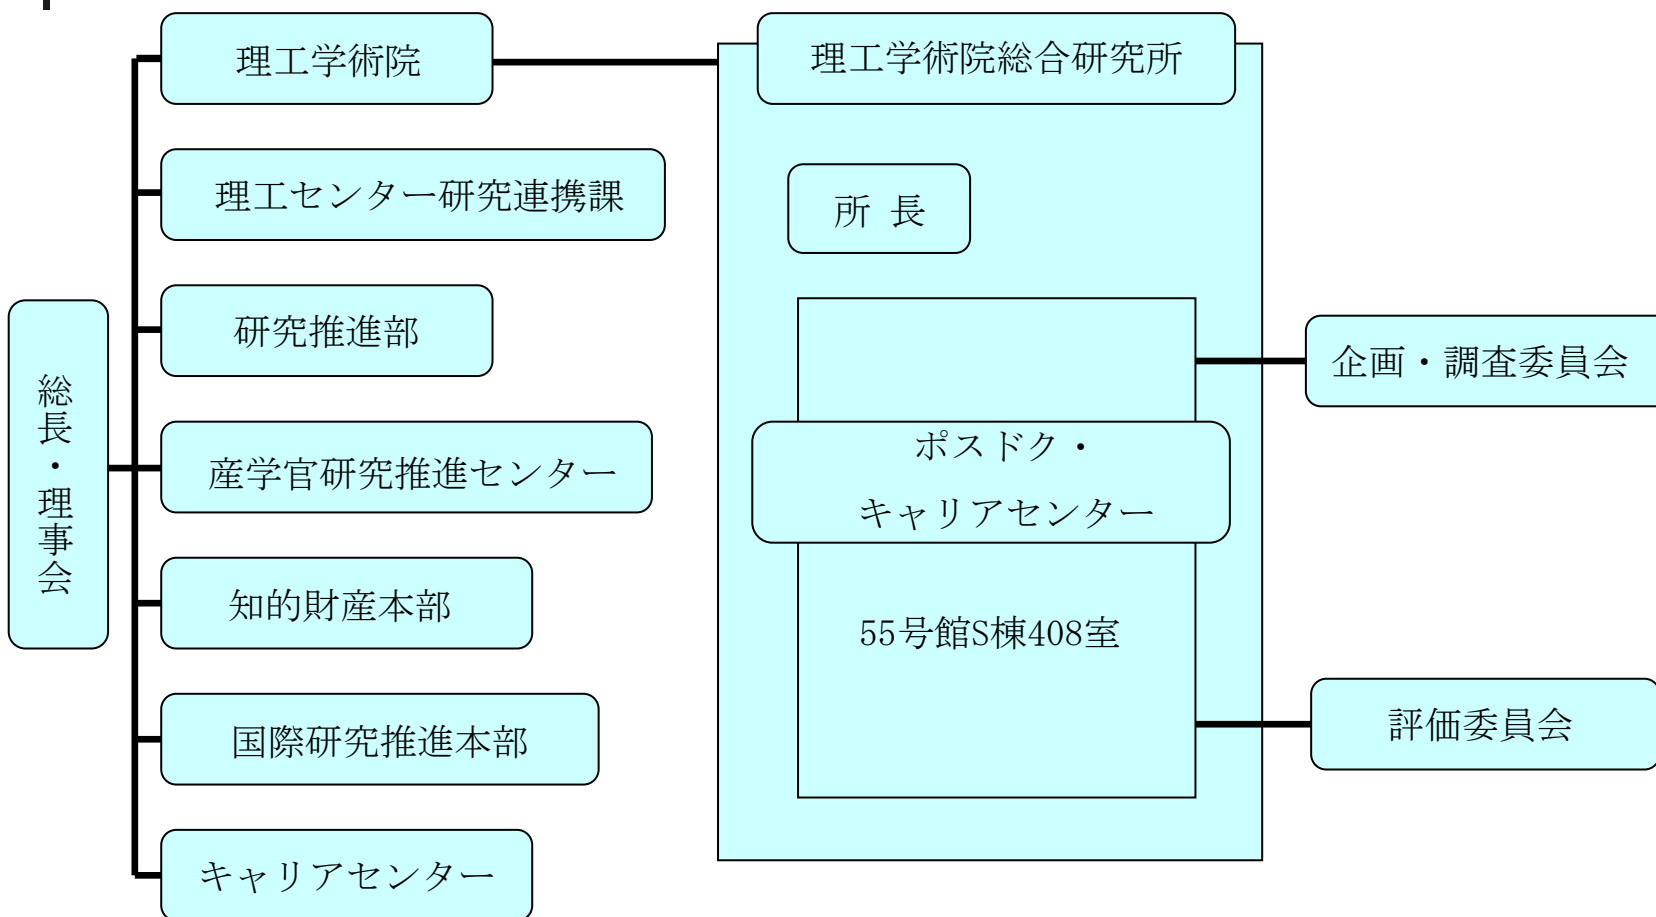 総長・理事会
理工学術院
理工センター研究連携課
研究推進部
産学官研究推進センター
知的財産本部
国際研究推進本部
キャリアセンター
理工学術院総合研究所
所 長
ポスドク・
キャリアセンター
55号館S棟408室
企画・調査委員会
評価委員会